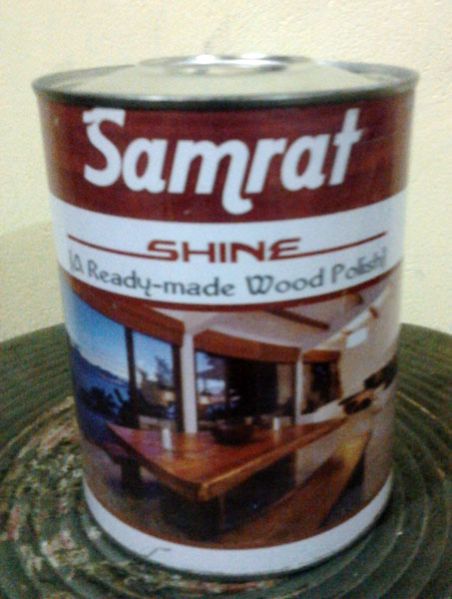 Samrat
SHINE
[A Ready-made Wood Polish]